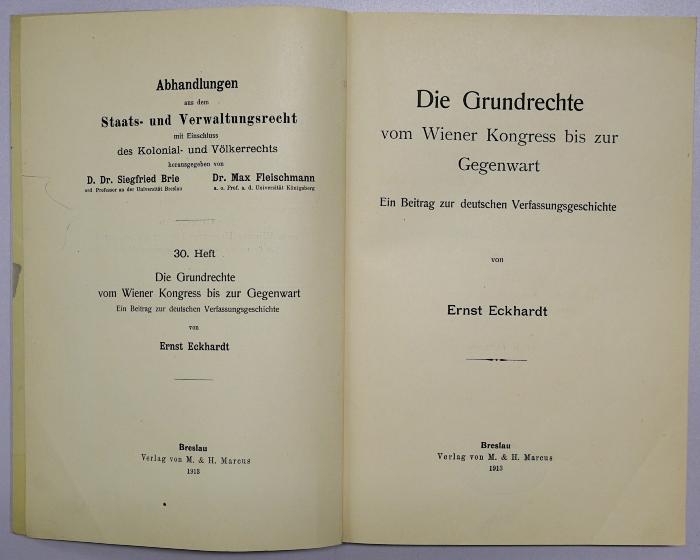 Abhandlungen
aus dem
Staats- und Verwaltungsrecht
mit Einschluss
des Kolonial- und Völkerrechts
herausgegeben von
D. Dr. Siegfried Brie
ord Professor an der Universität Breslau
Dr. Max Fleischmann
a. o. Prof. a. d. Universität Königsberg
30. Heft
Die Grundrechte
vom Wiener Kongress bis zur Gegenwart
Ein Beitrag zur deutschen Verfassungsgeschichte
von
Ernst Eckhardt
Breslau
Verlag von M. & H. Marcus
1913
Die Grundrechte
vom Wiener Kongress bis zur
Gegenwart
Ein Beitrag zur deutschen Verfassungsgeschichte
von
Ernst Eckhardt
Breslau
Verlag von M. & H. Marcus
1913